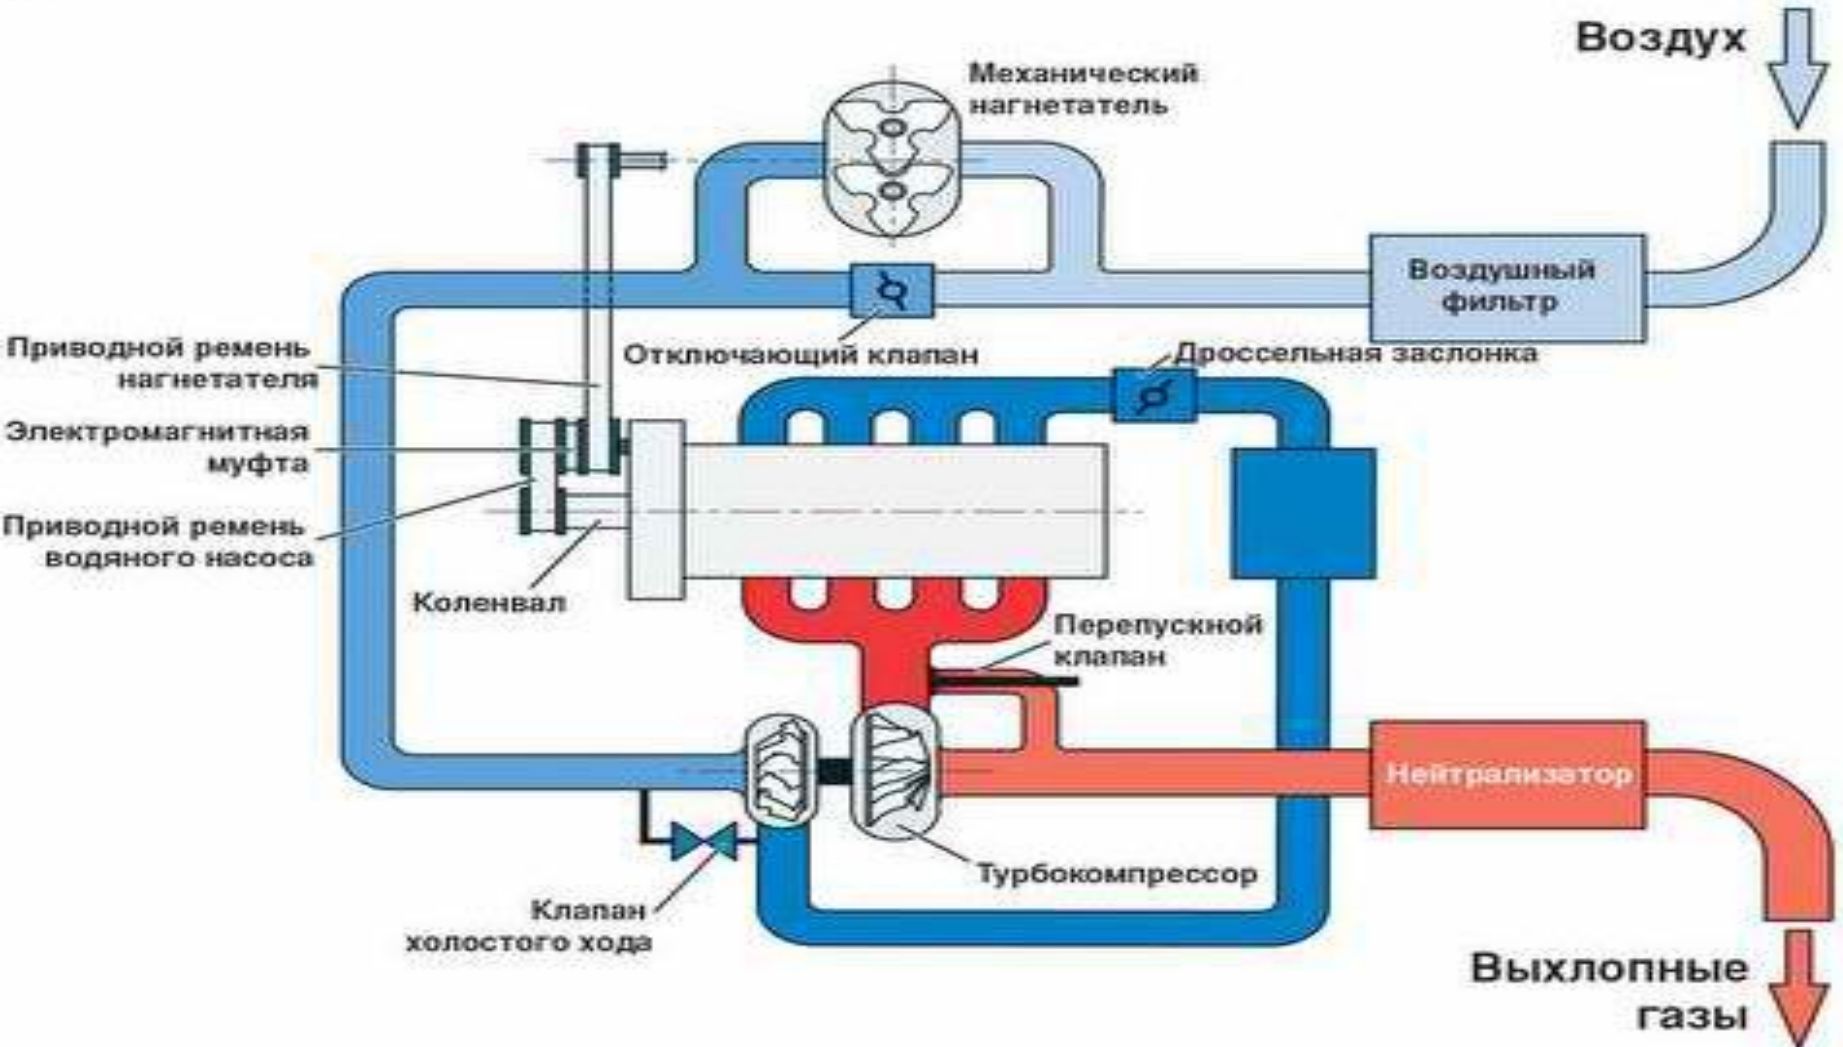 Воздух
Механический
нагнетатель
Воздушный
фильтр
Приводной ремень
нагнетателя
Отключающий клапан
Дроссельная заслонка
Электромагнитная
муфта
Приводной ремень
водяного насоса
Коленвал
Перепускной
клапан
Нейтрализатор
Турбокомпрессор
Клапан
холостого хода
Выхлопные
газы